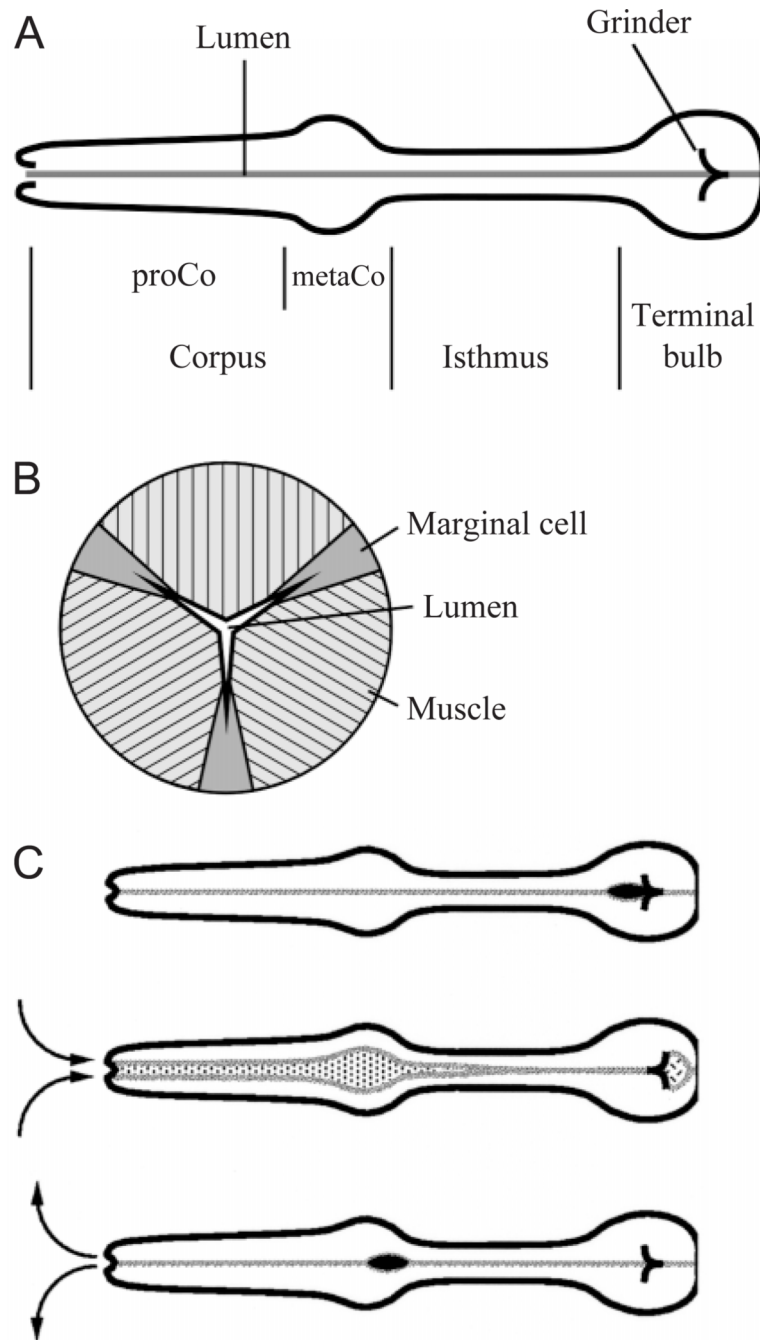 A
Lumen
Grinder
proCo
metaCo
Corpus
Isthmus
Terminal
bulb
B
Marginal cell
Lumen
Muscle
C